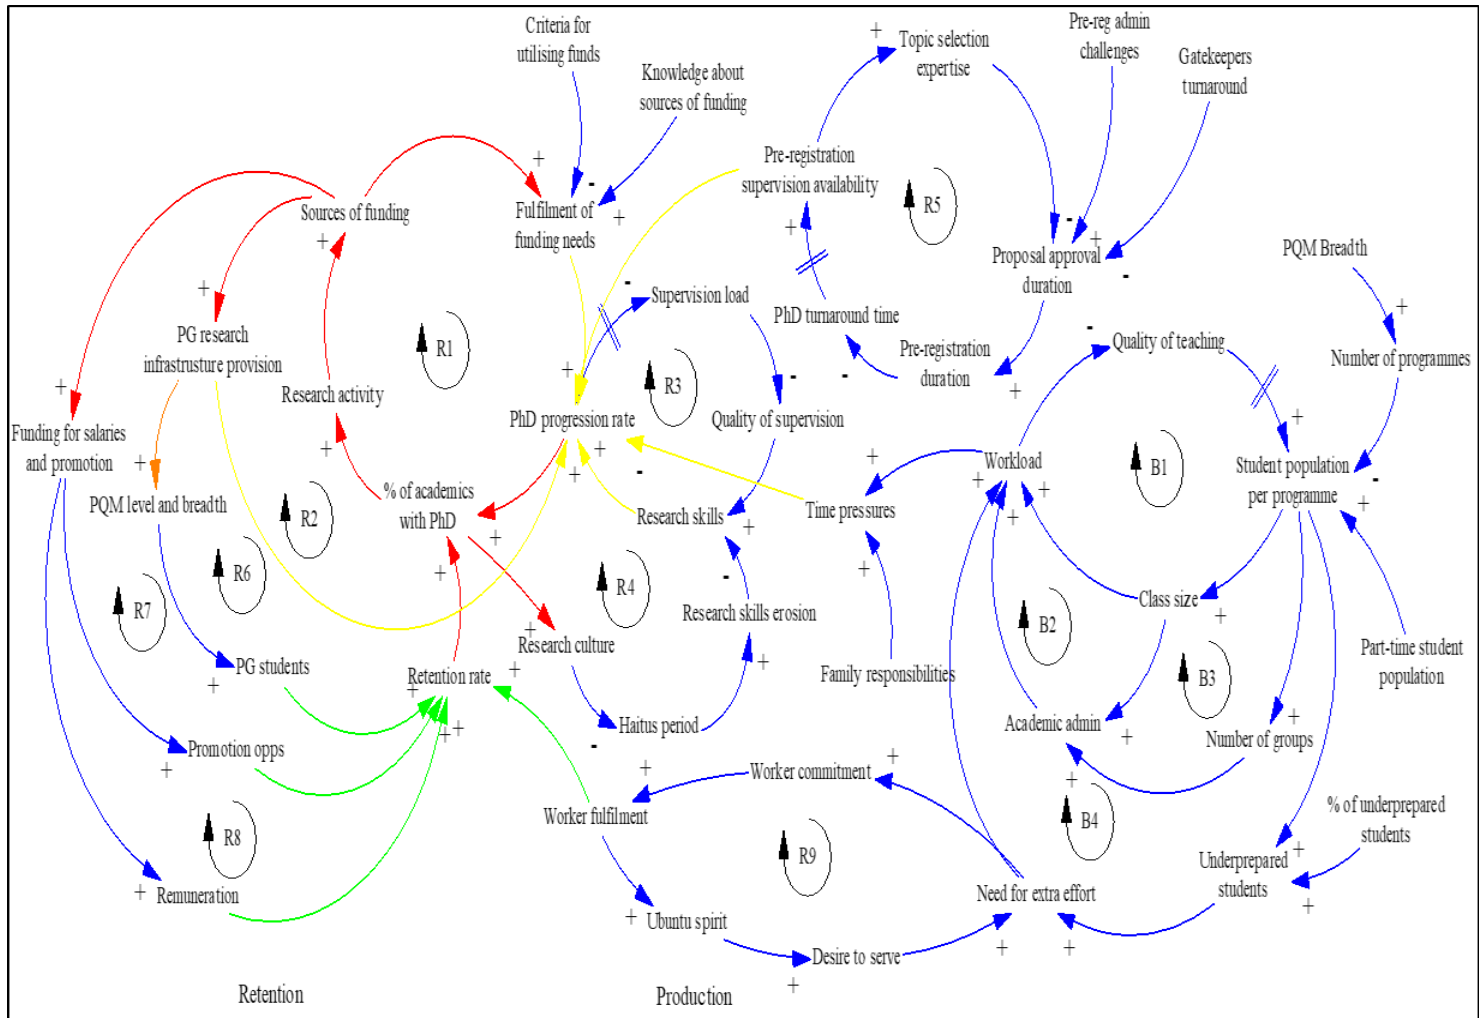 Criteria for
utilising funds
Knowledge about
sources of funding
Topic selection
expertise
Pre-reg admin
challenges
Gatekeepers
turnaround
Pre-registration
supervision availability
R5
Sources of funding
Fulfilment of
funding needs
Proposal approval
duration
PQM Breadth
PG research
infrastrusture provision
R1
Supervision load
PhD turnaround time
Pre-registration
duration
Quality of teaching
Number of programmes
Research activity
R3
Funding for salaries
and promotion
PhD progression rate
Quality of supervision
Workload
B1
Student population
per programme
PQM level and breadth
R2
% of academics
with PhD
Research skills
Time pressures
R6
R7
R4
Research skills erosion
Class size
B2
Research culture
PG students
Retention rate
Family responsibilities
B3
Part-time student
population
Haitus period
Academic admin
Number of groups
Promotion opps
Worker commitment
Worker fulfilment
B4
% of underprepared
students
R8
R9
Underprepared
students
Remuneration
Need for extra effort
Ubuntu spirit
Desire to serve
Retention
Production